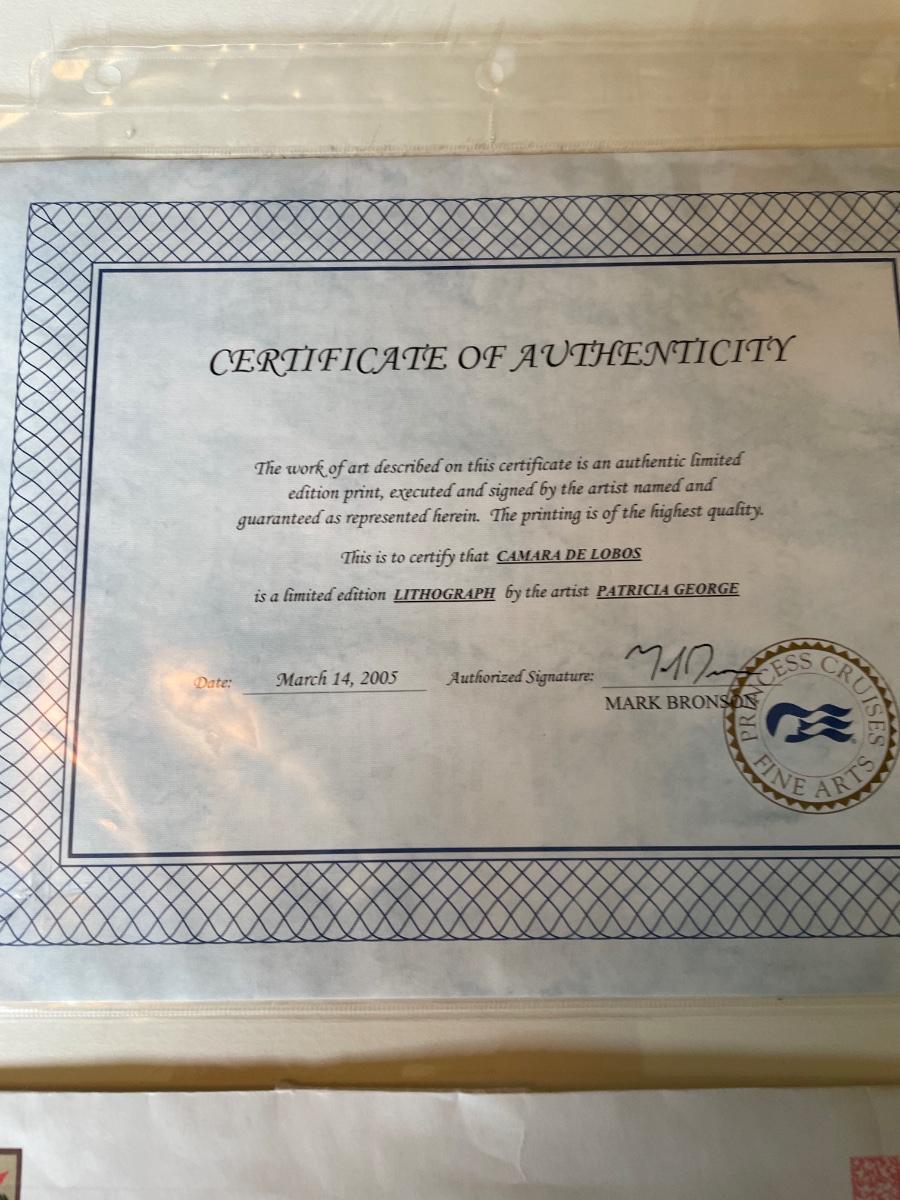 CERTIFICATE OF AUTHENTICITY
The work of art described on this certificate is an authentic limited
edition print, executed and signed by the artist named and
guaranteed as represented herein. The printing is of the highest quality.
This is to certify that CAMARA DE LOBOS
is a limited edition LITHOGRAPH by the artist PATRICIA GEORGE
Date: March 14, 2005 Authorized Signature:
MARK BRONSON
PRINCESS CRUISES
FINE ARTS